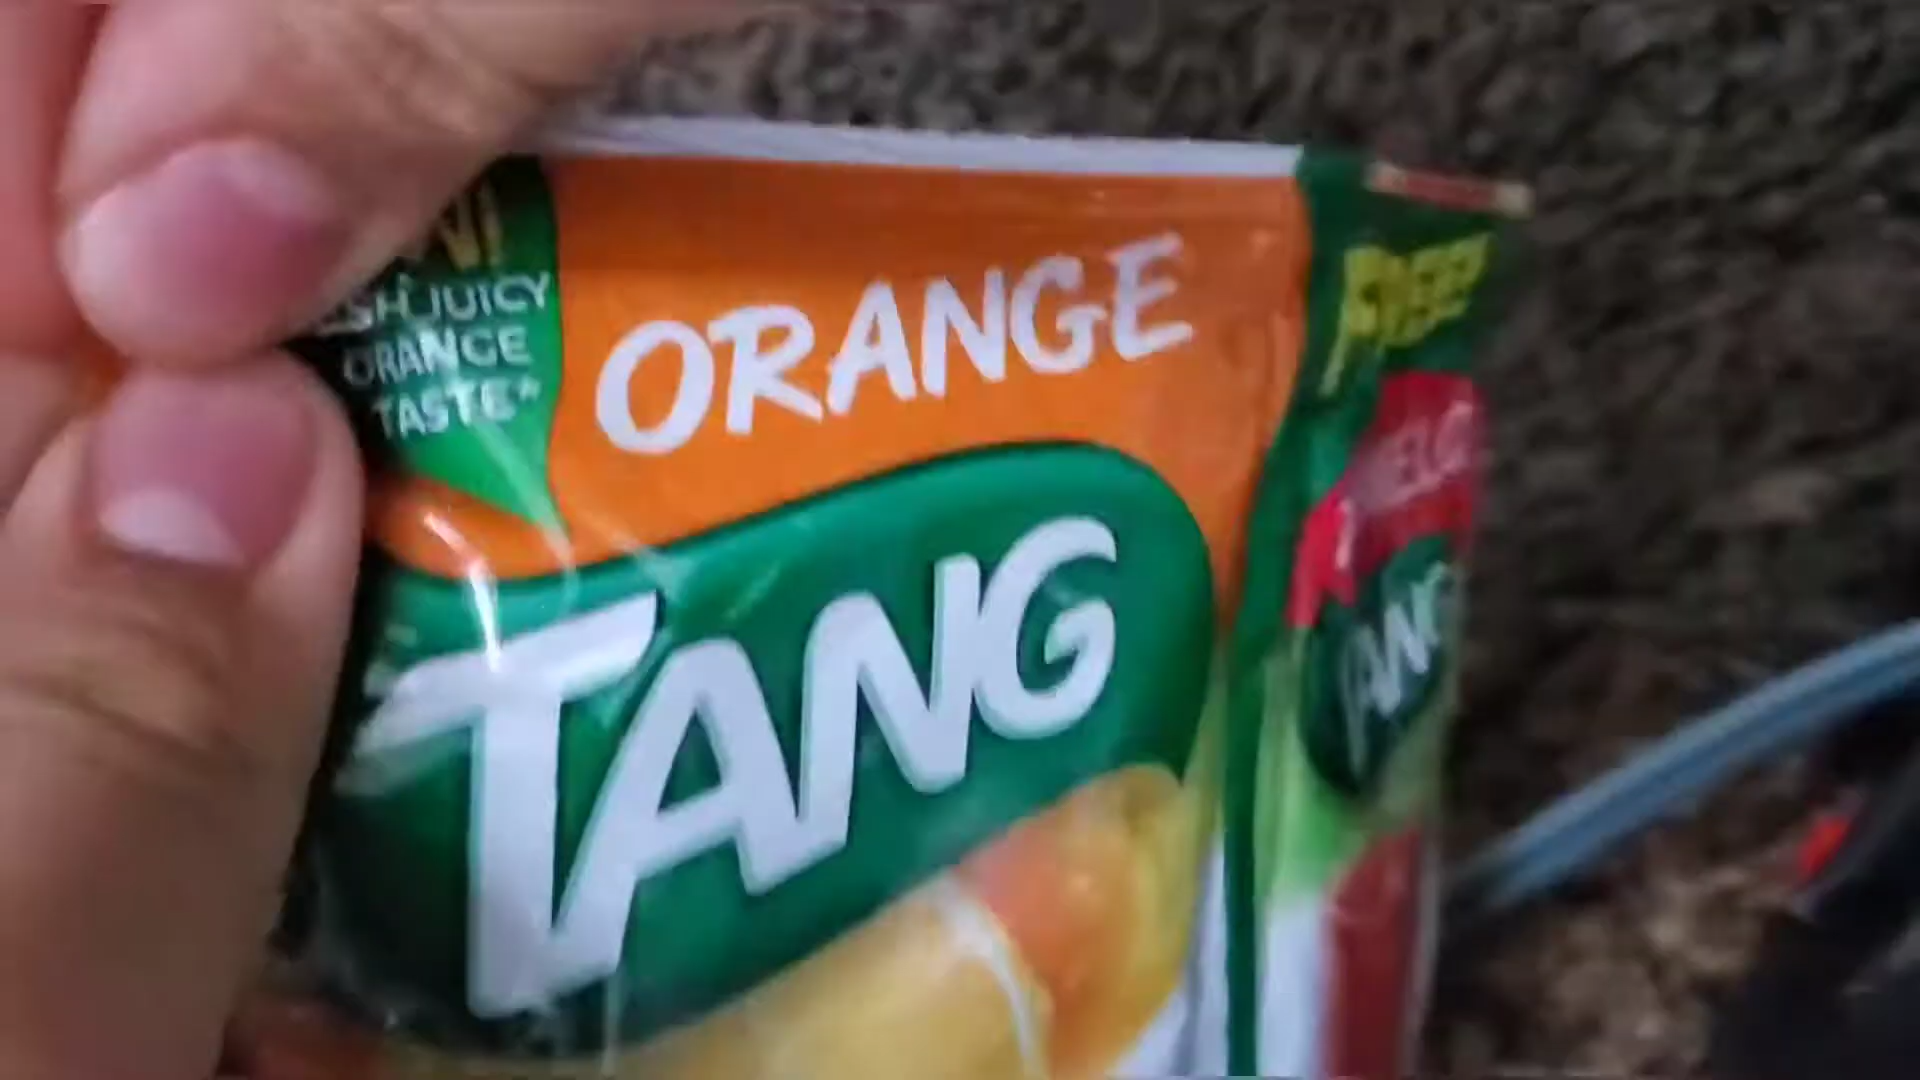 JUICY
ORANGE
TASTE*
ORANGE
TANG
FREE!